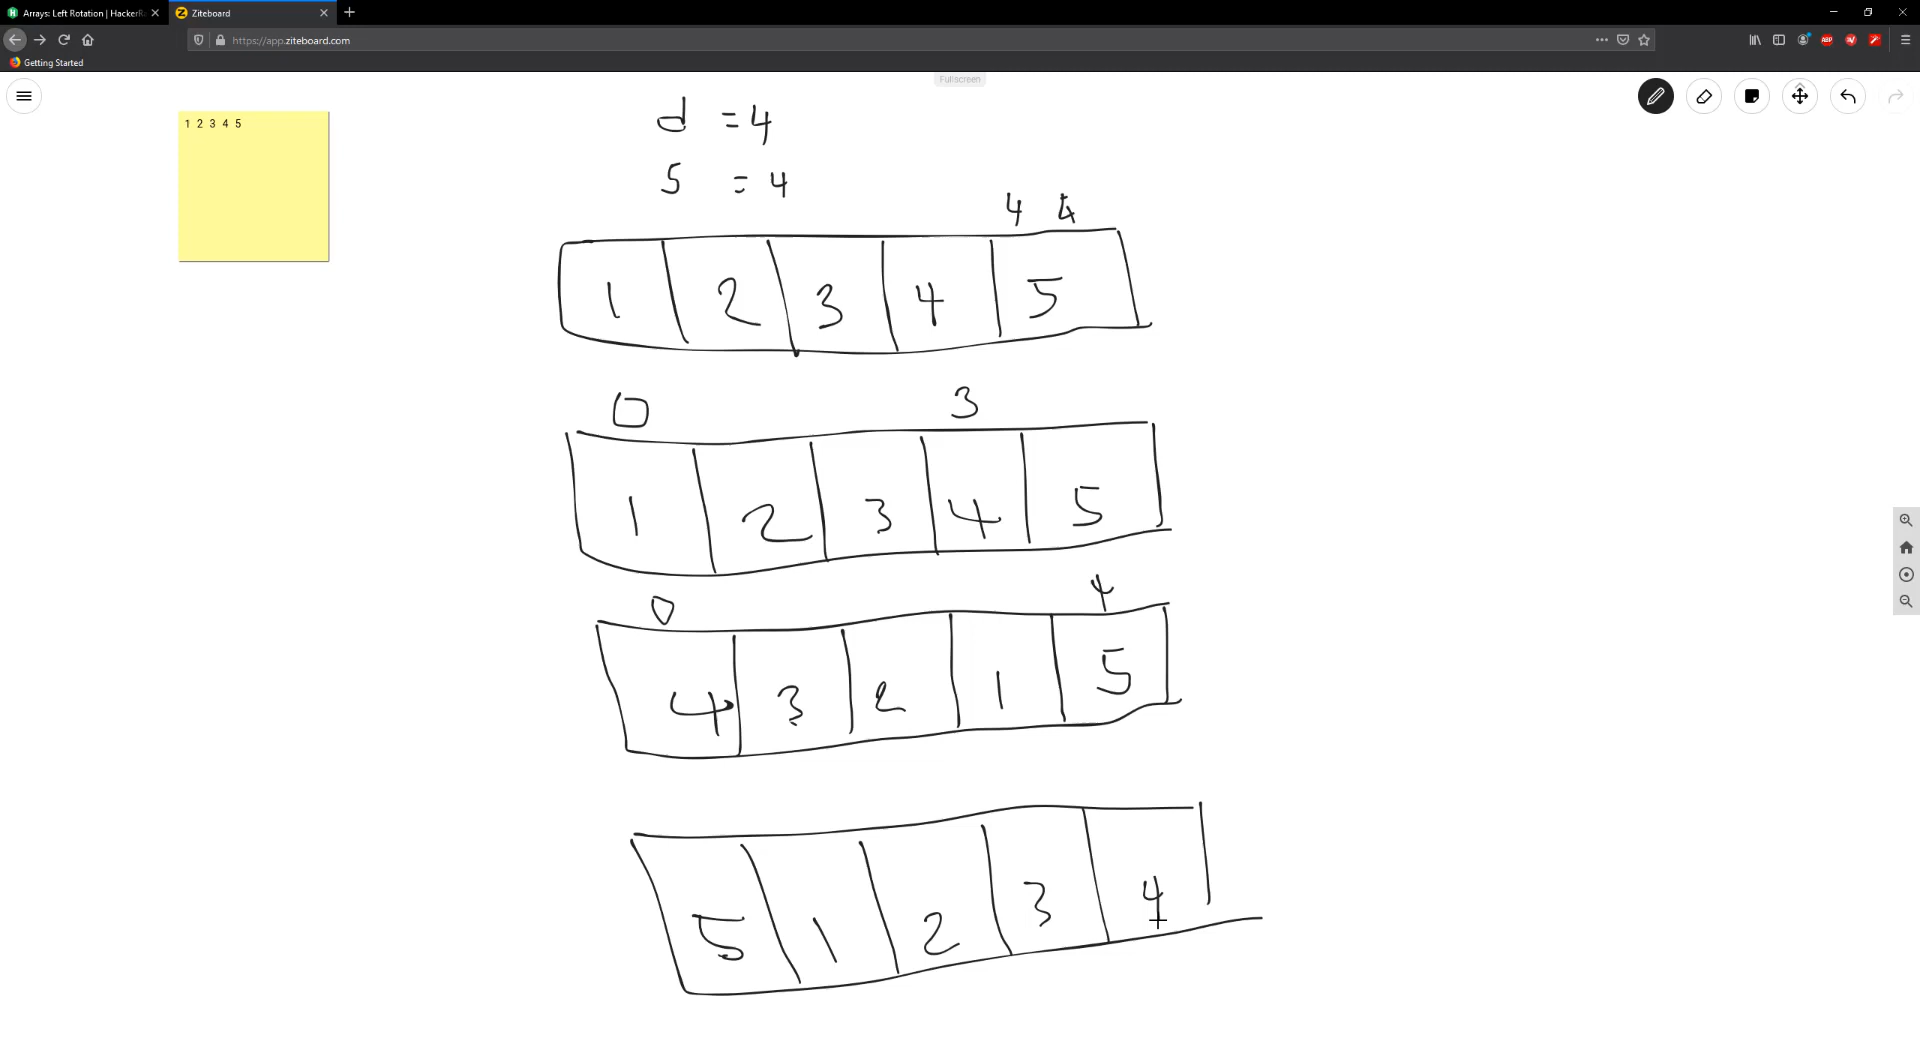 Arrays: Left Rotation | HackerR
Ziteboard
https://app.ziteboard.com
ABP
Getting Started
Fullscreen
1 2 3 4 5
d = 4
5 = 4
4 4
1 2 3 4 5
0 3
1 2 3 4 5
0 4
4 3 2 1 5
5 1 2 3 4